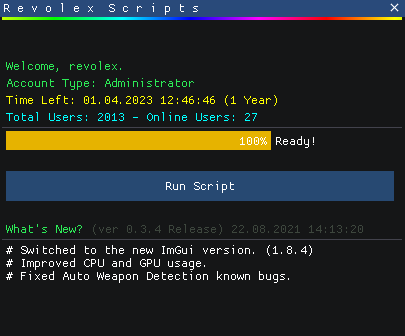 Revolex Scripts
Welcome, revolex.
Account Type: Administrator
Time Left: 01.04.2023 12:46:46 (1 Year)
Total Users: 2013 - Online Users: 27
100% Ready!
Run Script
What's New? (ver 0.3.4 Release) 22.08.2021 14:13:20
# Switched to the new ImGui version. (1.8.4)
# Improved CPU and GPU usage.
# Fixed Auto Weapon Detection known bugs.